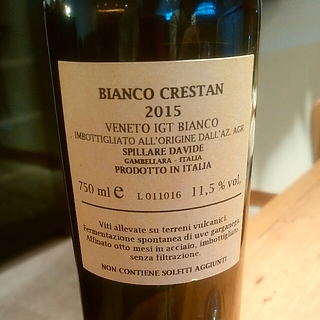 BIANCO CRESTAN
2015
VENETO IGT BIANCO
IMBOTTIGLIATO ALL'ORIGINE DALL'AZ. AGR.
SPILLARE DAVIDE
GAMBELLARA - ITALIA
PRODOTTO IN ITALIA
750 ml e L 011016 11,5 % vol.
Viti allevate su terreni vulcanici.
Fermentazione spontanea di uve garganega.
Affinato otto mesi in acciaio, imbottigliato
senza filtrazione.
NON CONTIENE SOLFITI AGGIUNTI